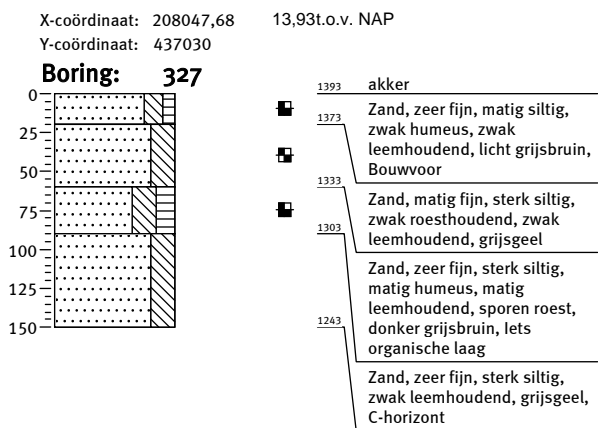 X-coördinaat: 208047,68 13,93t.o.v. NAP
Y-coördinaat: 437030
Boring: 327
0
25
50
75
100
125
150
1393 akker
1373
Zand, zeer fijn, matig siltig,
zwak humeus, zwak
leemhoudend, licht grijsbruin,
Bouwvoor
1333
Zand, matig fijn, sterk siltig,
zwak roesthoudend, zwak
leemhoudend, grijsgeel
1303
Zand, zeer fijn, sterk siltig,
matig humeus, matig
leemhoudend, sporen roest,
donker grijsbruin, Iets
organische laag
1243
Zand, zeer fijn, sterk siltig,
zwak leemhoudend, grijsgeel,
C-horizont